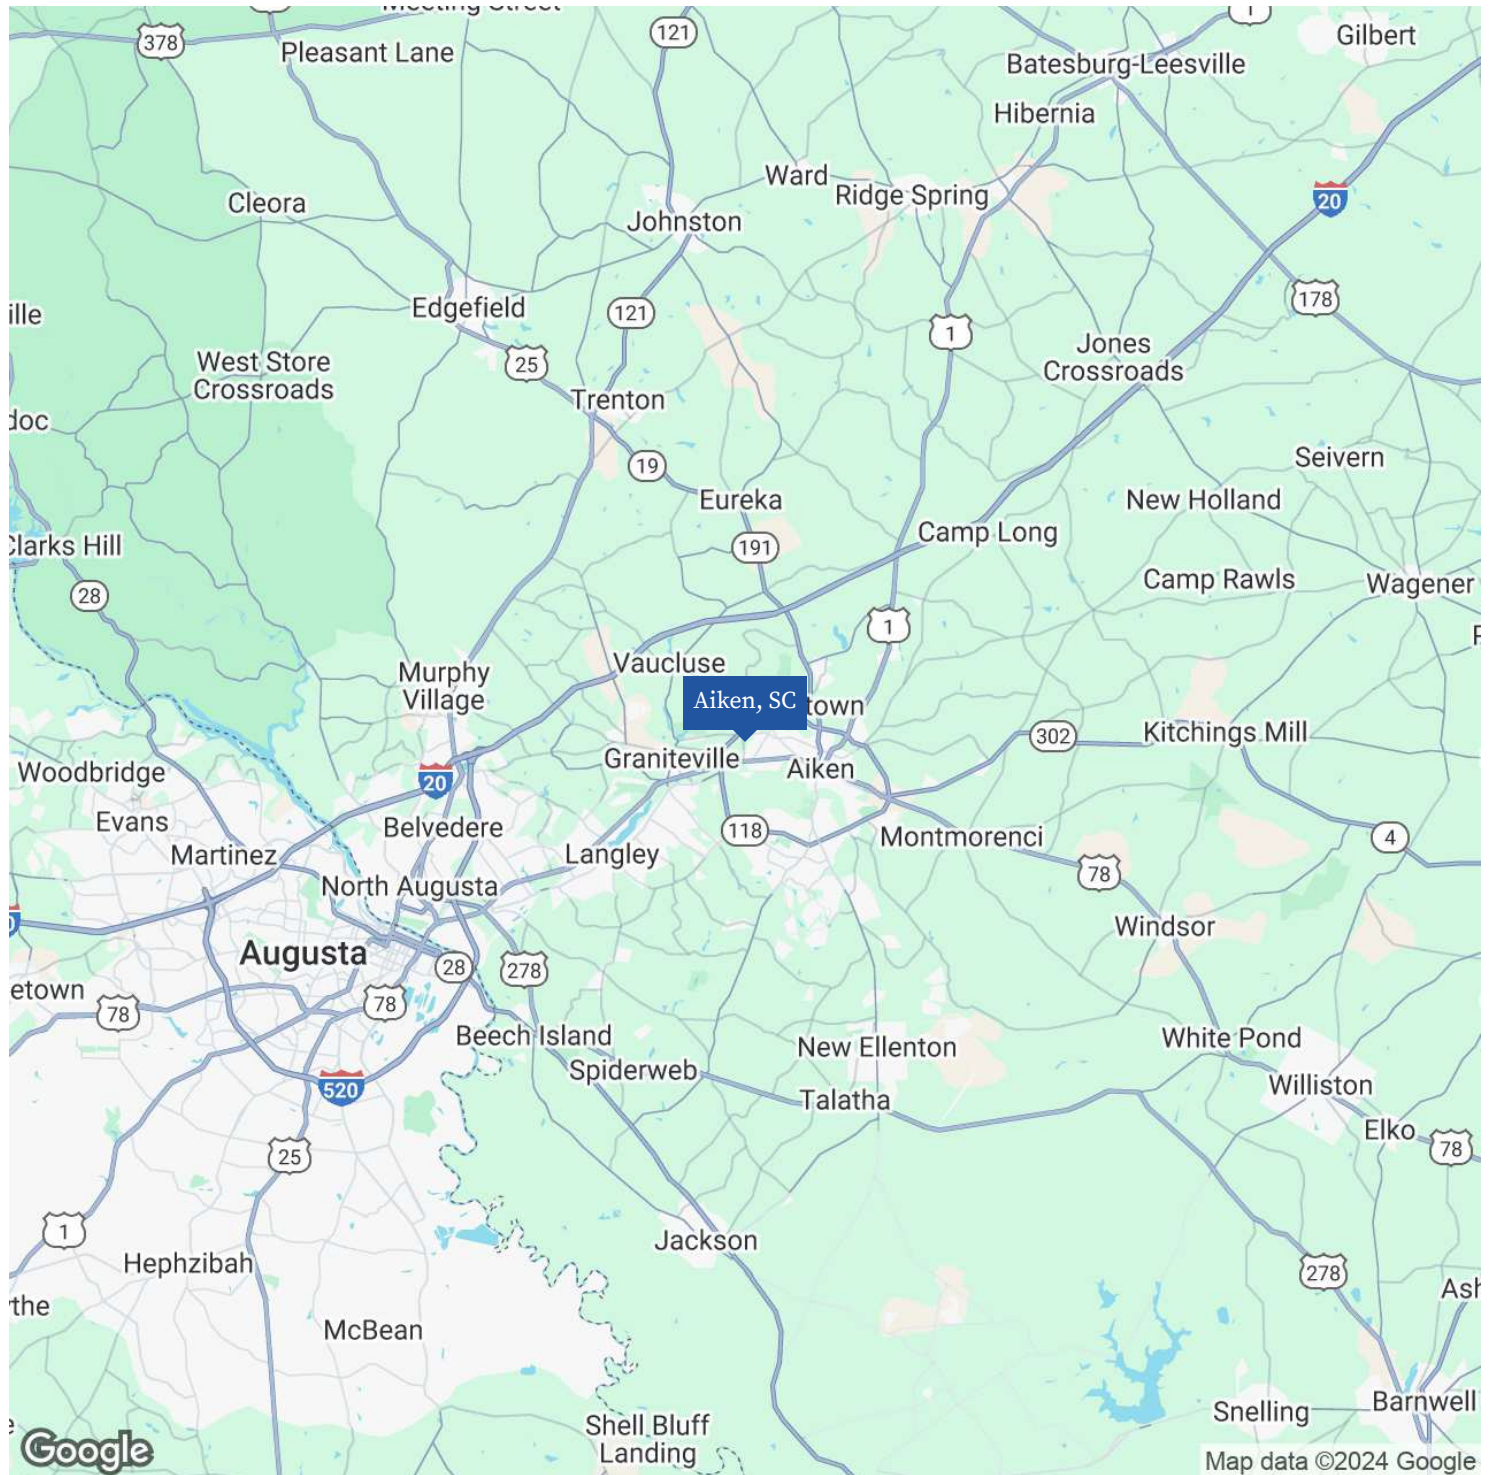 Meeting Street
1
378
121
Gilbert
Pleasant Lane
Batesburg-Leesville
Hibernia
Ward
Ridge Spring
20
Cleora
Johnston
ille
Edgefield
121
178
1
West Store
Crossroads
25
Jones
Crossroads
Trenton
doc
19
Seivern
Eureka
New Holland
Camp Long
Clarks Hill
191
Camp Rawls
Wagener
28
1
Murphy
Village
Vaucluse
Aiken, SC
town
302
Kitchings Mill
Graniteville
Aiken
Woodbridge
20
Evans
Belvedere
118
Montmorenci
4
Martinez
Langley
78
North Augusta
Windsor
Augusta
28
278
etown
78
78
Beech Island
New Ellenton
White Pond
Spiderweb
520
Talatha
Williston
Elko
78
25
1
Jackson
Hephzibah
278
Ash
the
McBean
Snelling
Barnwell
Shell Bluff
Landing
Google
Map data ©2024 Google